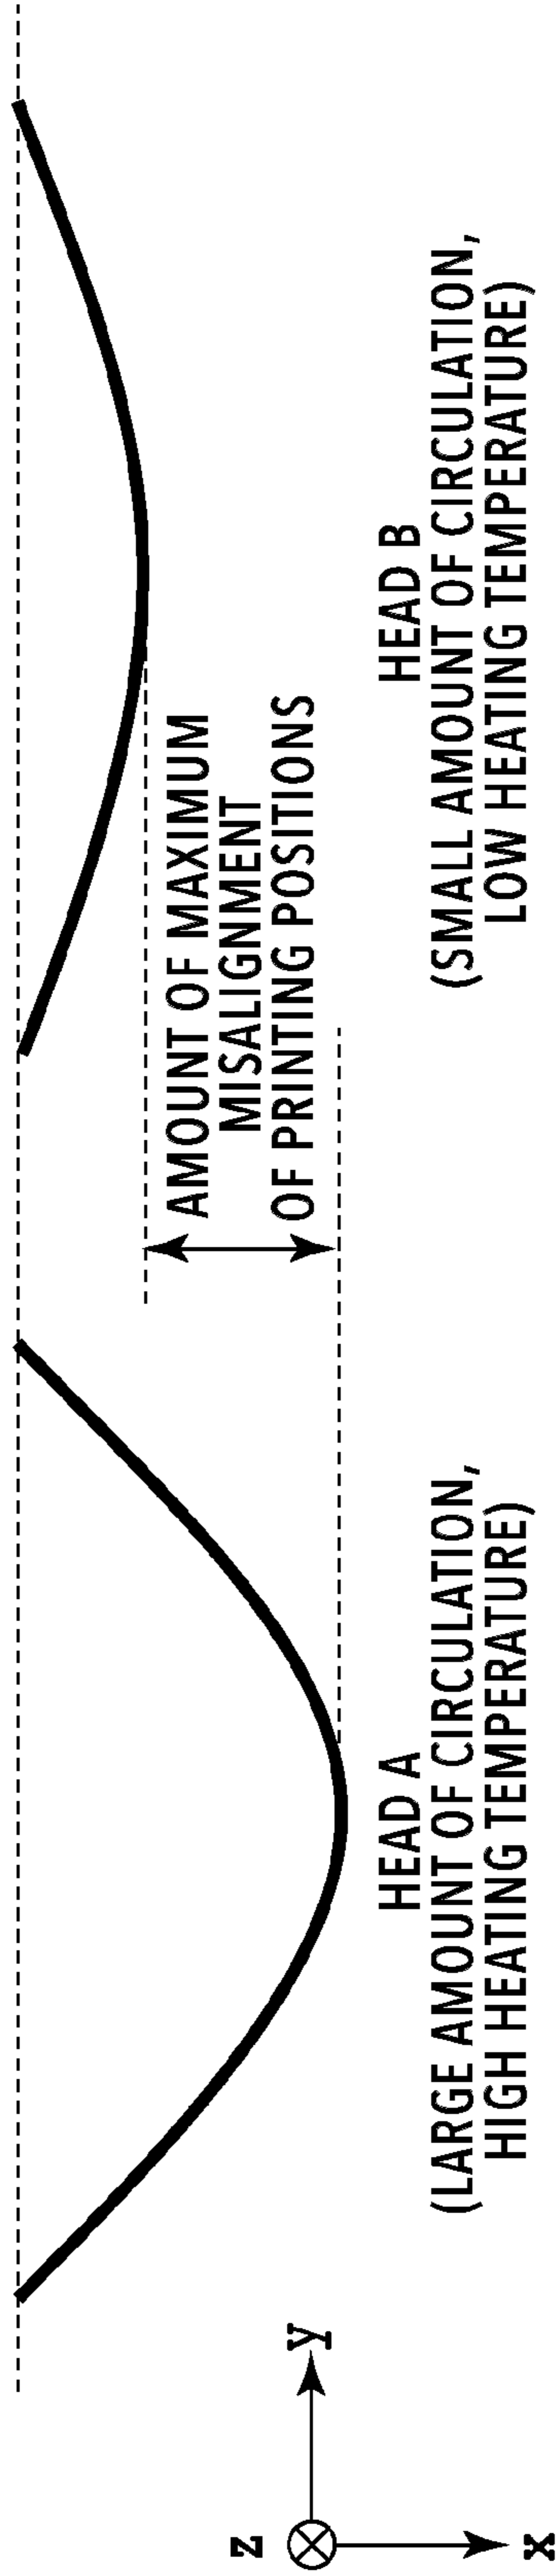 z
y
x
HEAD A
(LARGE AMOUNT OF CIRCULATION,
HIGH HEATING TEMPERATURE)
AMOUNT OF MAXIMUM
MISALIGNMENT
OF PRINTING POSITIONS
HEAD B
(SMALL AMOUNT OF CIRCULATION,
LOW HEATING TEMPERATURE)